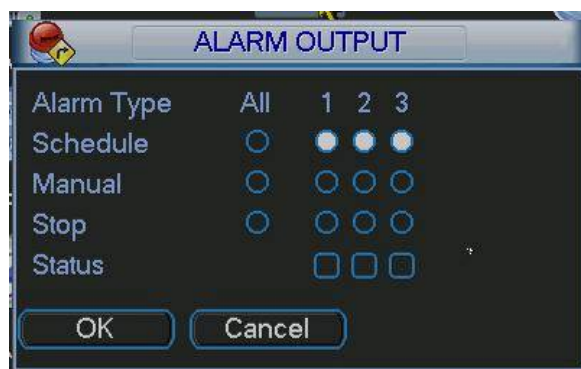 ALARM OUTPUT
Alarm Type All 1 2 3
Schedule
Manual
Stop
Status
OK Cancel